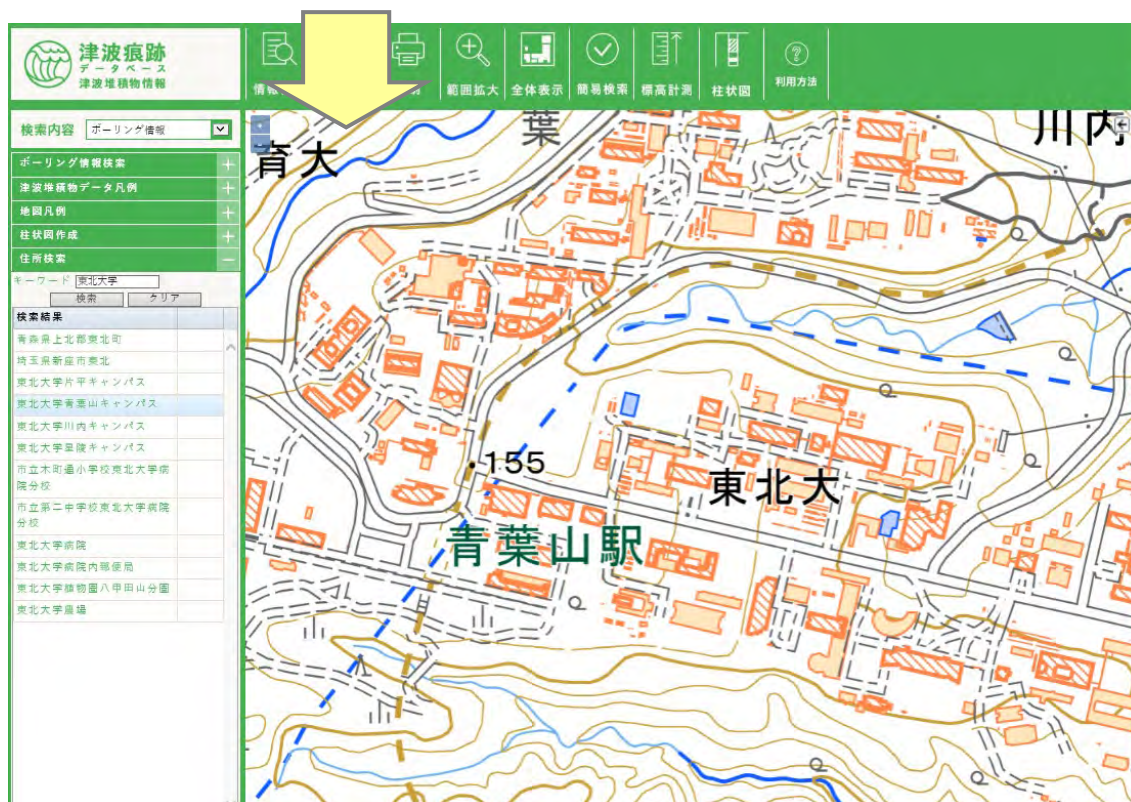 津波痕跡
データベース
津波堆積物情報
範囲拡大
全体表示
簡易検索
標高計測
柱状図
利用方法
検索内容
ボーリング情報
ボーリング情報検索
津波堆積物データ凡例
地図凡例
柱状図作成
住所検索
キーワード 東北大学
検索
クリア
検索結果
青森県上北郡東北町
埼玉県新座市東北
東北大学片平キャンパス
東北大学青葉山キャンパス
東北大学川内キャンパス
東北大学星陵キャンパス
市立木町通小学校東北大学病
院分校
市立第二中学校東北大学病院
分校
東北大学病院
東北大学病院内郵便局
東北大学植物園八甲田山分園
東北大学農場
育大
葉
川内
・155
東北大
青葉山駅